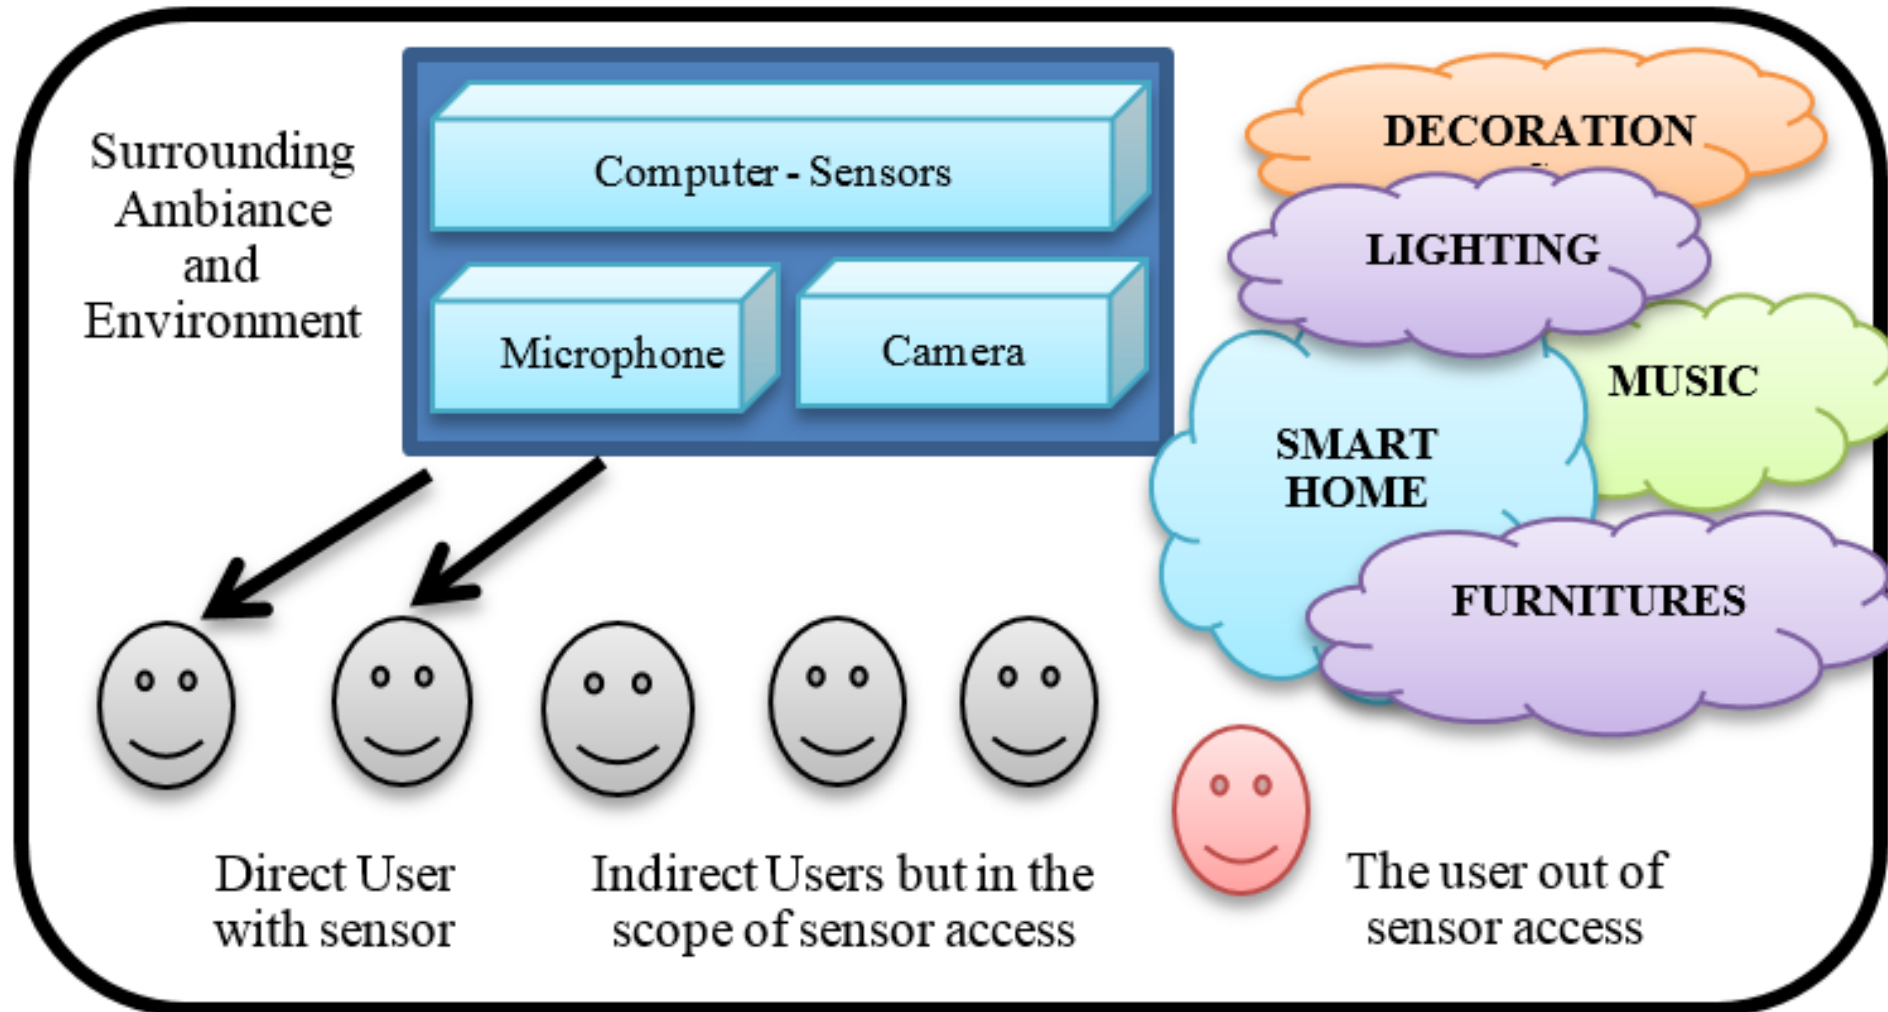 Surrounding
Ambiance
and
Environment
Computer - Sensors
Microphone
Camera
DECORATION
LIGHTING
MUSIC
SMART
HOME
FURNITURES
Direct User
with sensor
Indirect Users but in the
scope of sensor access
The user out of
sensor access